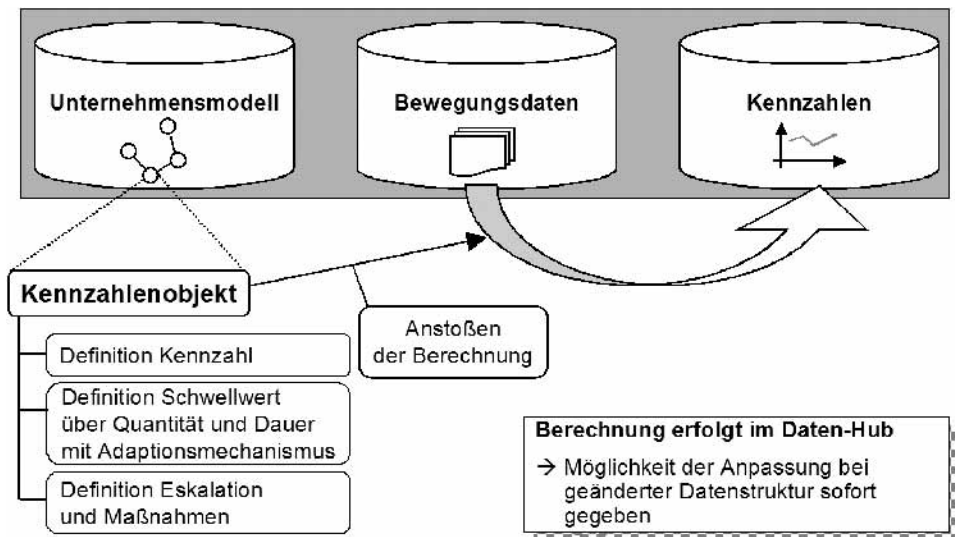 Unternehmensmodell
Bewegungsdaten
Kennzahlen
Kennzahlenobjekt
Definition Kennzahl
Definition Schwellwert
über Quantität und Dauer
mit Adaptionsmechanismus
Definition Eskalation
und Maßnahmen
Anstoßen
der Berechnung
Berechnung erfolgt im Daten-Hub
→ Möglichkeit der Anpassung bei
geänderter Datenstruktur sofort
gegeben